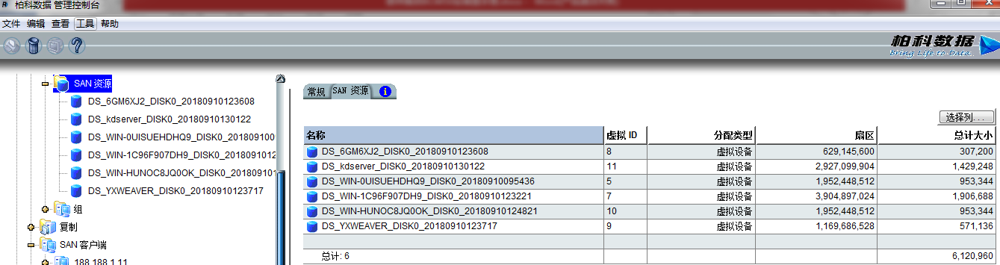 柏科数据 管理控制台
文件 编辑 查看 工具 帮助
柏科数据
Bring Life to Data.
SAN 资源
DS_6GM6XJ2_DISK0_20180910123608
DS_kdserver_DISK0_20180910130122
DS_WIN-0UISUEHDHQ9_DISK0_201809100
DS_WIN-1C96F907DH9_DISK0_201809101
DS_WIN-HUNOC8JQ0OK_DISK0_20180910
DS_YXWEAVER_DISK0_20180910123717
组
复制
SAN 客户端
188.188.1.11
常规 SAN 资源
选择列...
名称 虚拟 ID 分配类型 扇区 总计大小
DS_6GM6XJ2_DISK0_20180910123608 8 虚拟设备 629,145,600 307,200
DS_kdserver_DISK0_20180910130122 11 虚拟设备 2,927,099,904 1,429,248
DS_WIN-0UISUEHDHQ9_DISK0_20180910095436 5 虚拟设备 1,952,448,512 953,344
DS_WIN-1C96F907DH9_DISK0_20180910123221 7 虚拟设备 3,904,897,024 1,906,688
DS_WIN-HUNOC8JQ0OK_DISK0_20180910124821 10 虚拟设备 1,952,448,512 953,344
DS_YXWEAVER_DISK0_20180910123717 9 虚拟设备 1,169,686,528 571,136
总计: 6 6,120,960